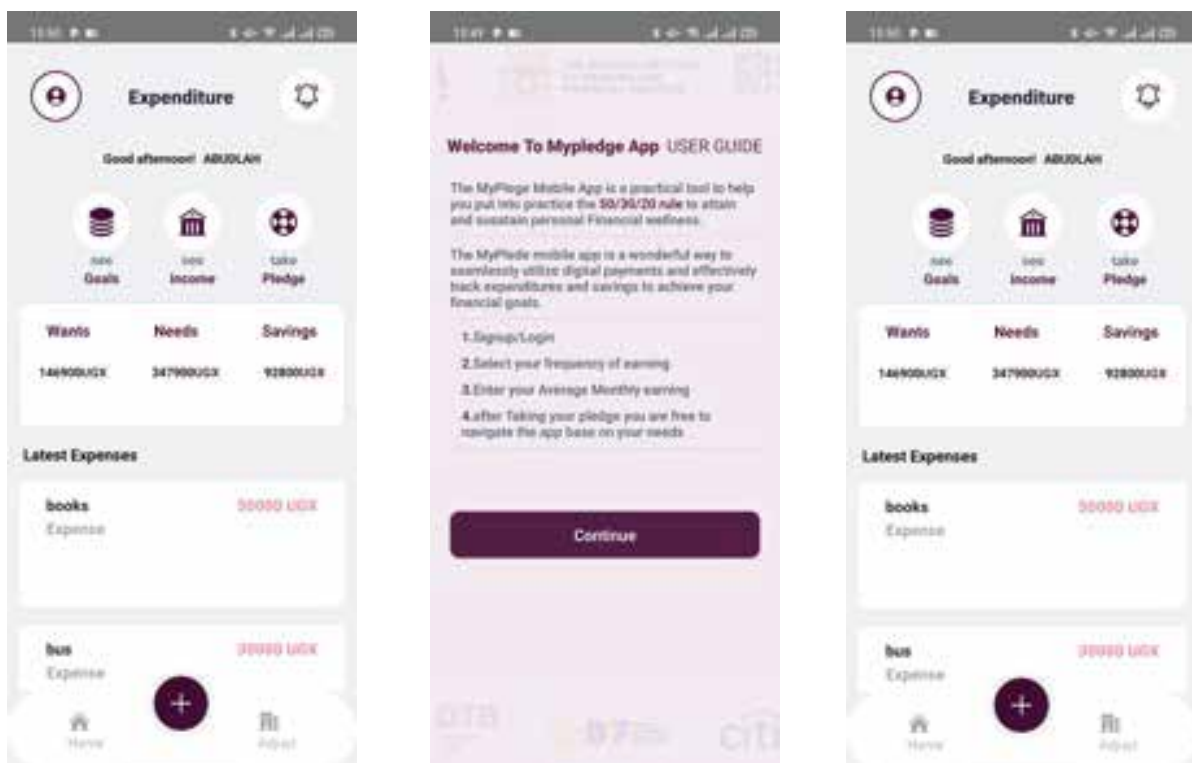 Expenditure
Good afternoon! ABUDLAH
see see take
Goals Income Pledge
Wants Needs Savings
146900UGX 347900UGX 92800UGX
Latest Expenses
books 50000 UGX
Expense
bus UGX
Expense
Home
Welcome To Mypledge App USER GUIDE
The MyPlege Mobile App is a practical tool to help
you put into practice the 50/30/20 rule to attain
and susatain personal Financial wellness.
The MyPlede mobile app is a wonderful way to
seamlessly utilize digital payments and effectively
track expenditures and savings to achieve your
financial goals.
1.Signup/Login
2.Select your frequency of earning
3.Enter your Average Monthly earning
4.after Taking your pledge you are free to
navigate the app base on your needs
Continue
DTB citi
Expenditure
Good afternoon! ABUDLAH
see see take
Goals Income Pledge
Wants Needs Savings
146900UGX 347900UGX 92800UGX
Latest Expenses
books 50000 UGX
Expense
bus UGX
Expense
Home